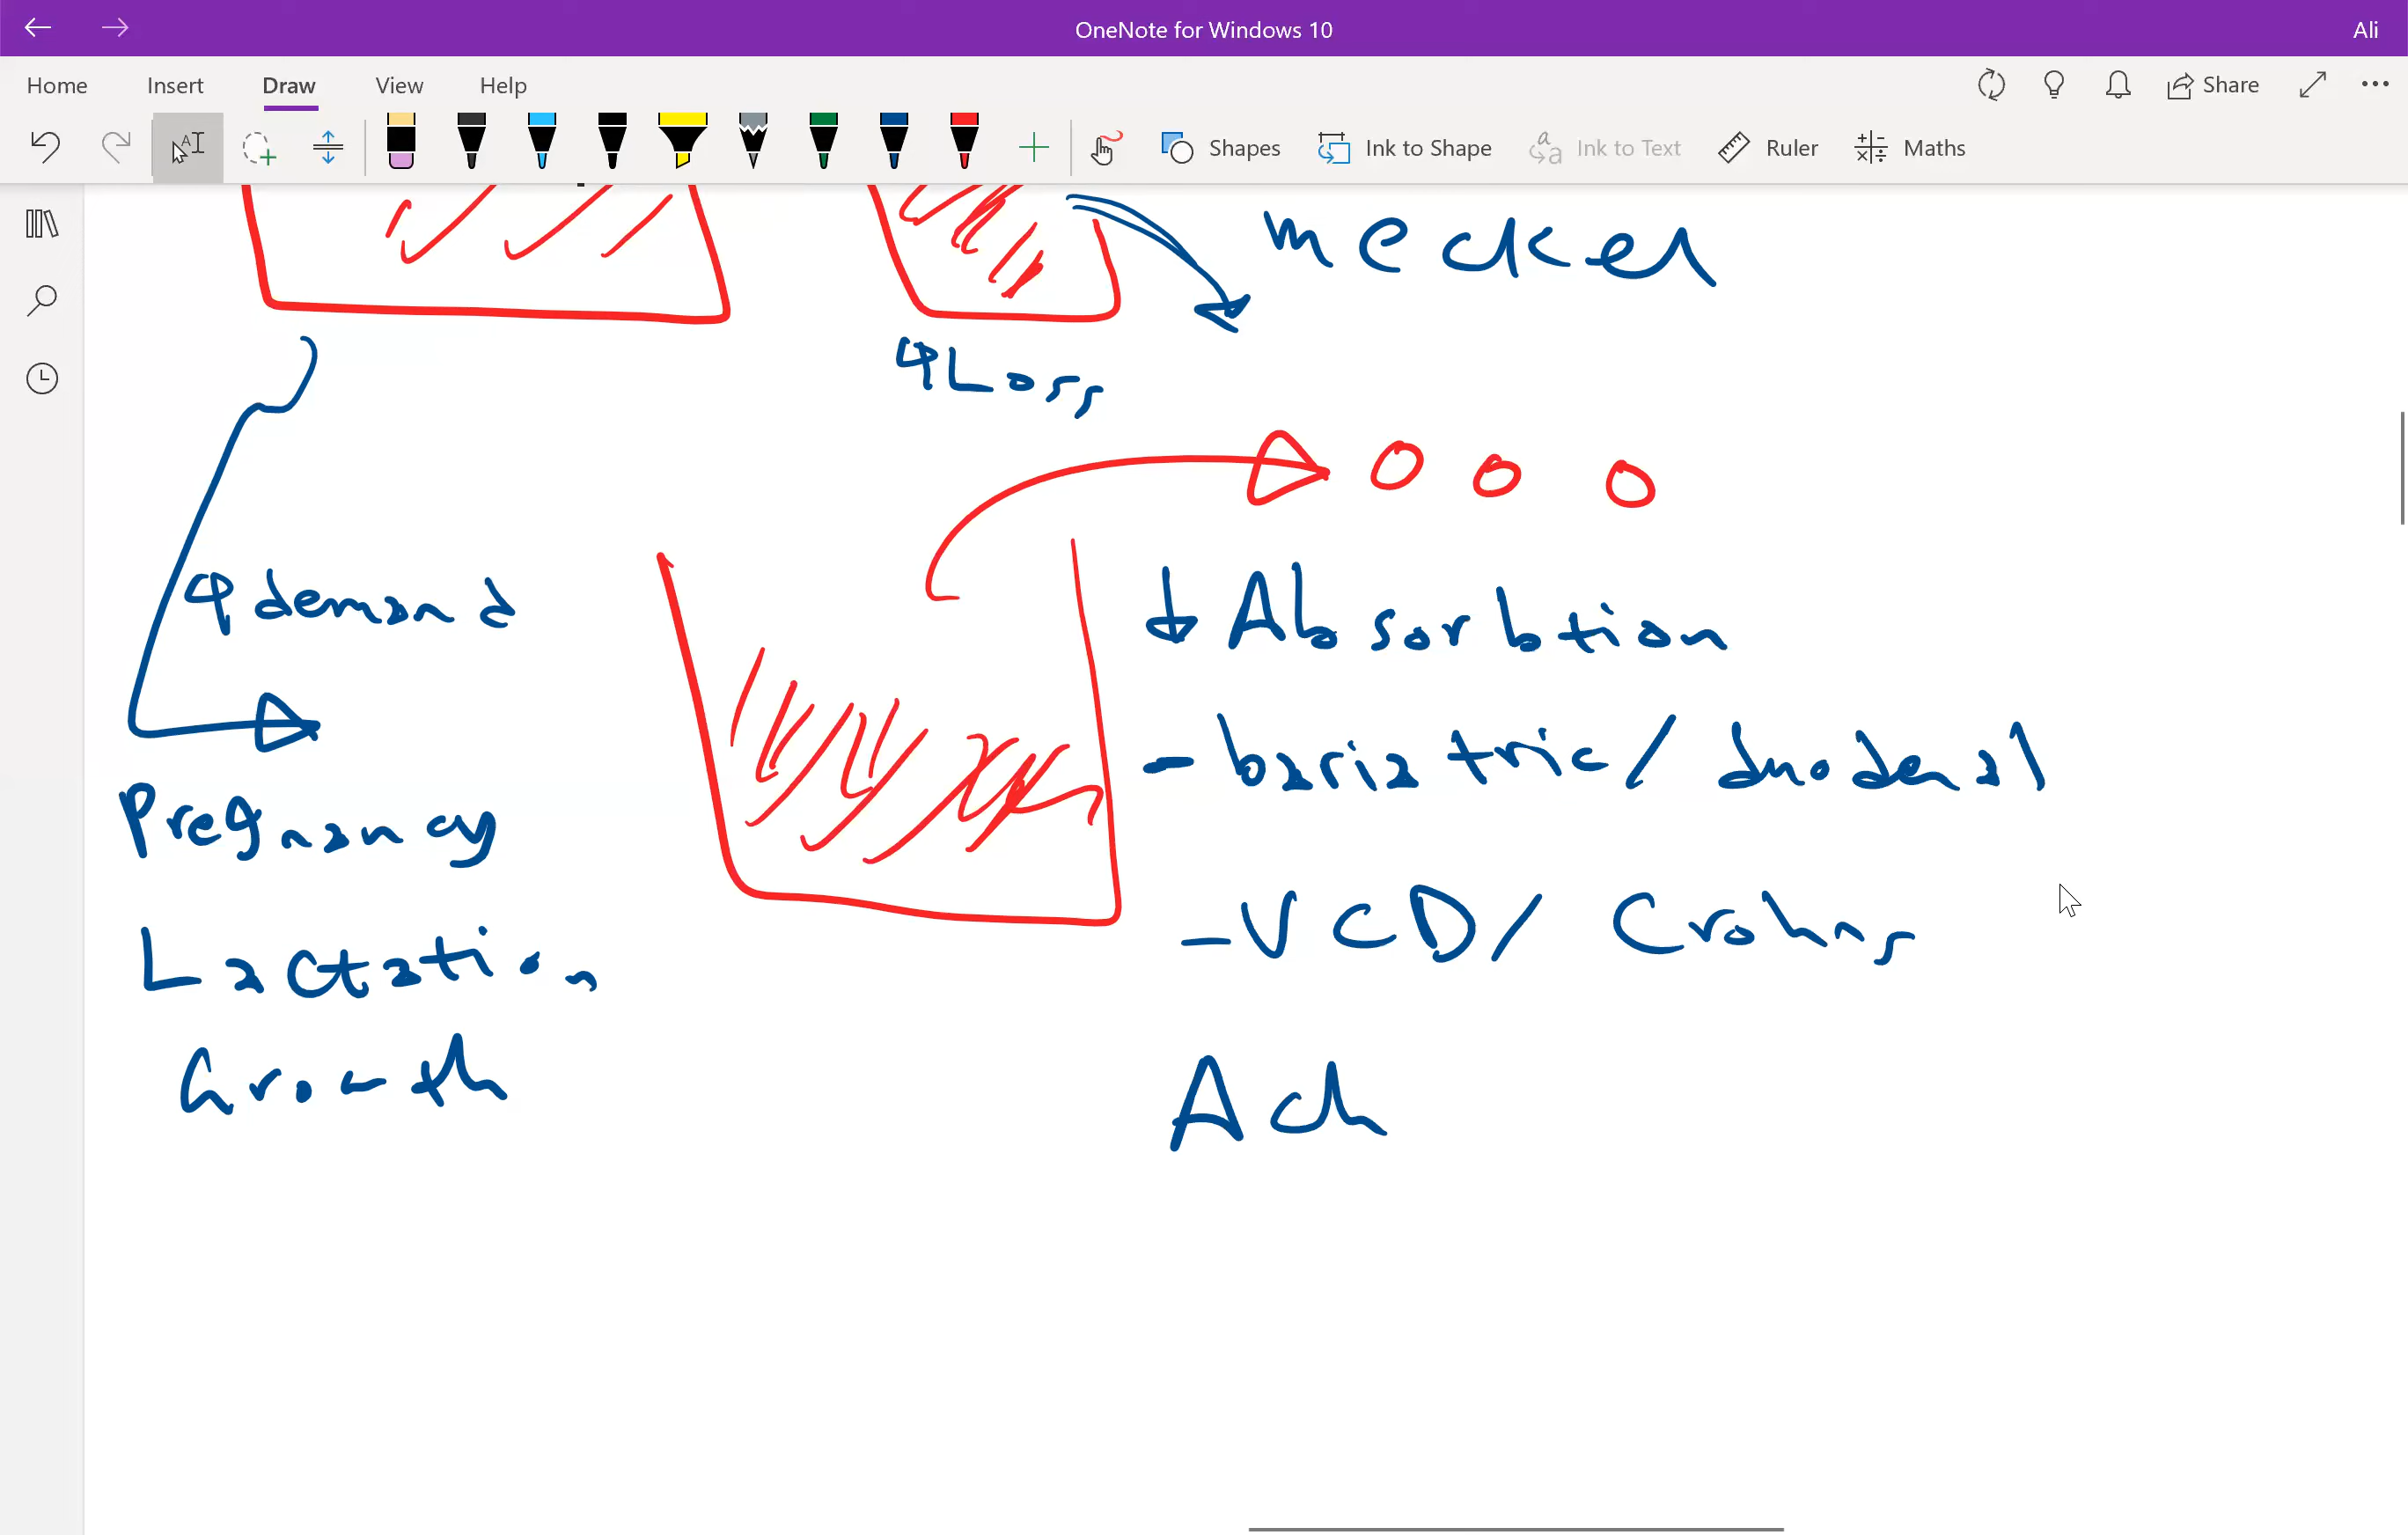 OneNote for Windows 10
Ali
Home Insert Draw View Help
Share
Shapes Ink to Shape Ink to Text Ruler Maths
mecker
↑Loss
↑demand
↓Absorbtion
-bariatric/duodenal
Pregnancy
-VCD/ Crohns
Lactation
Growth
Ach